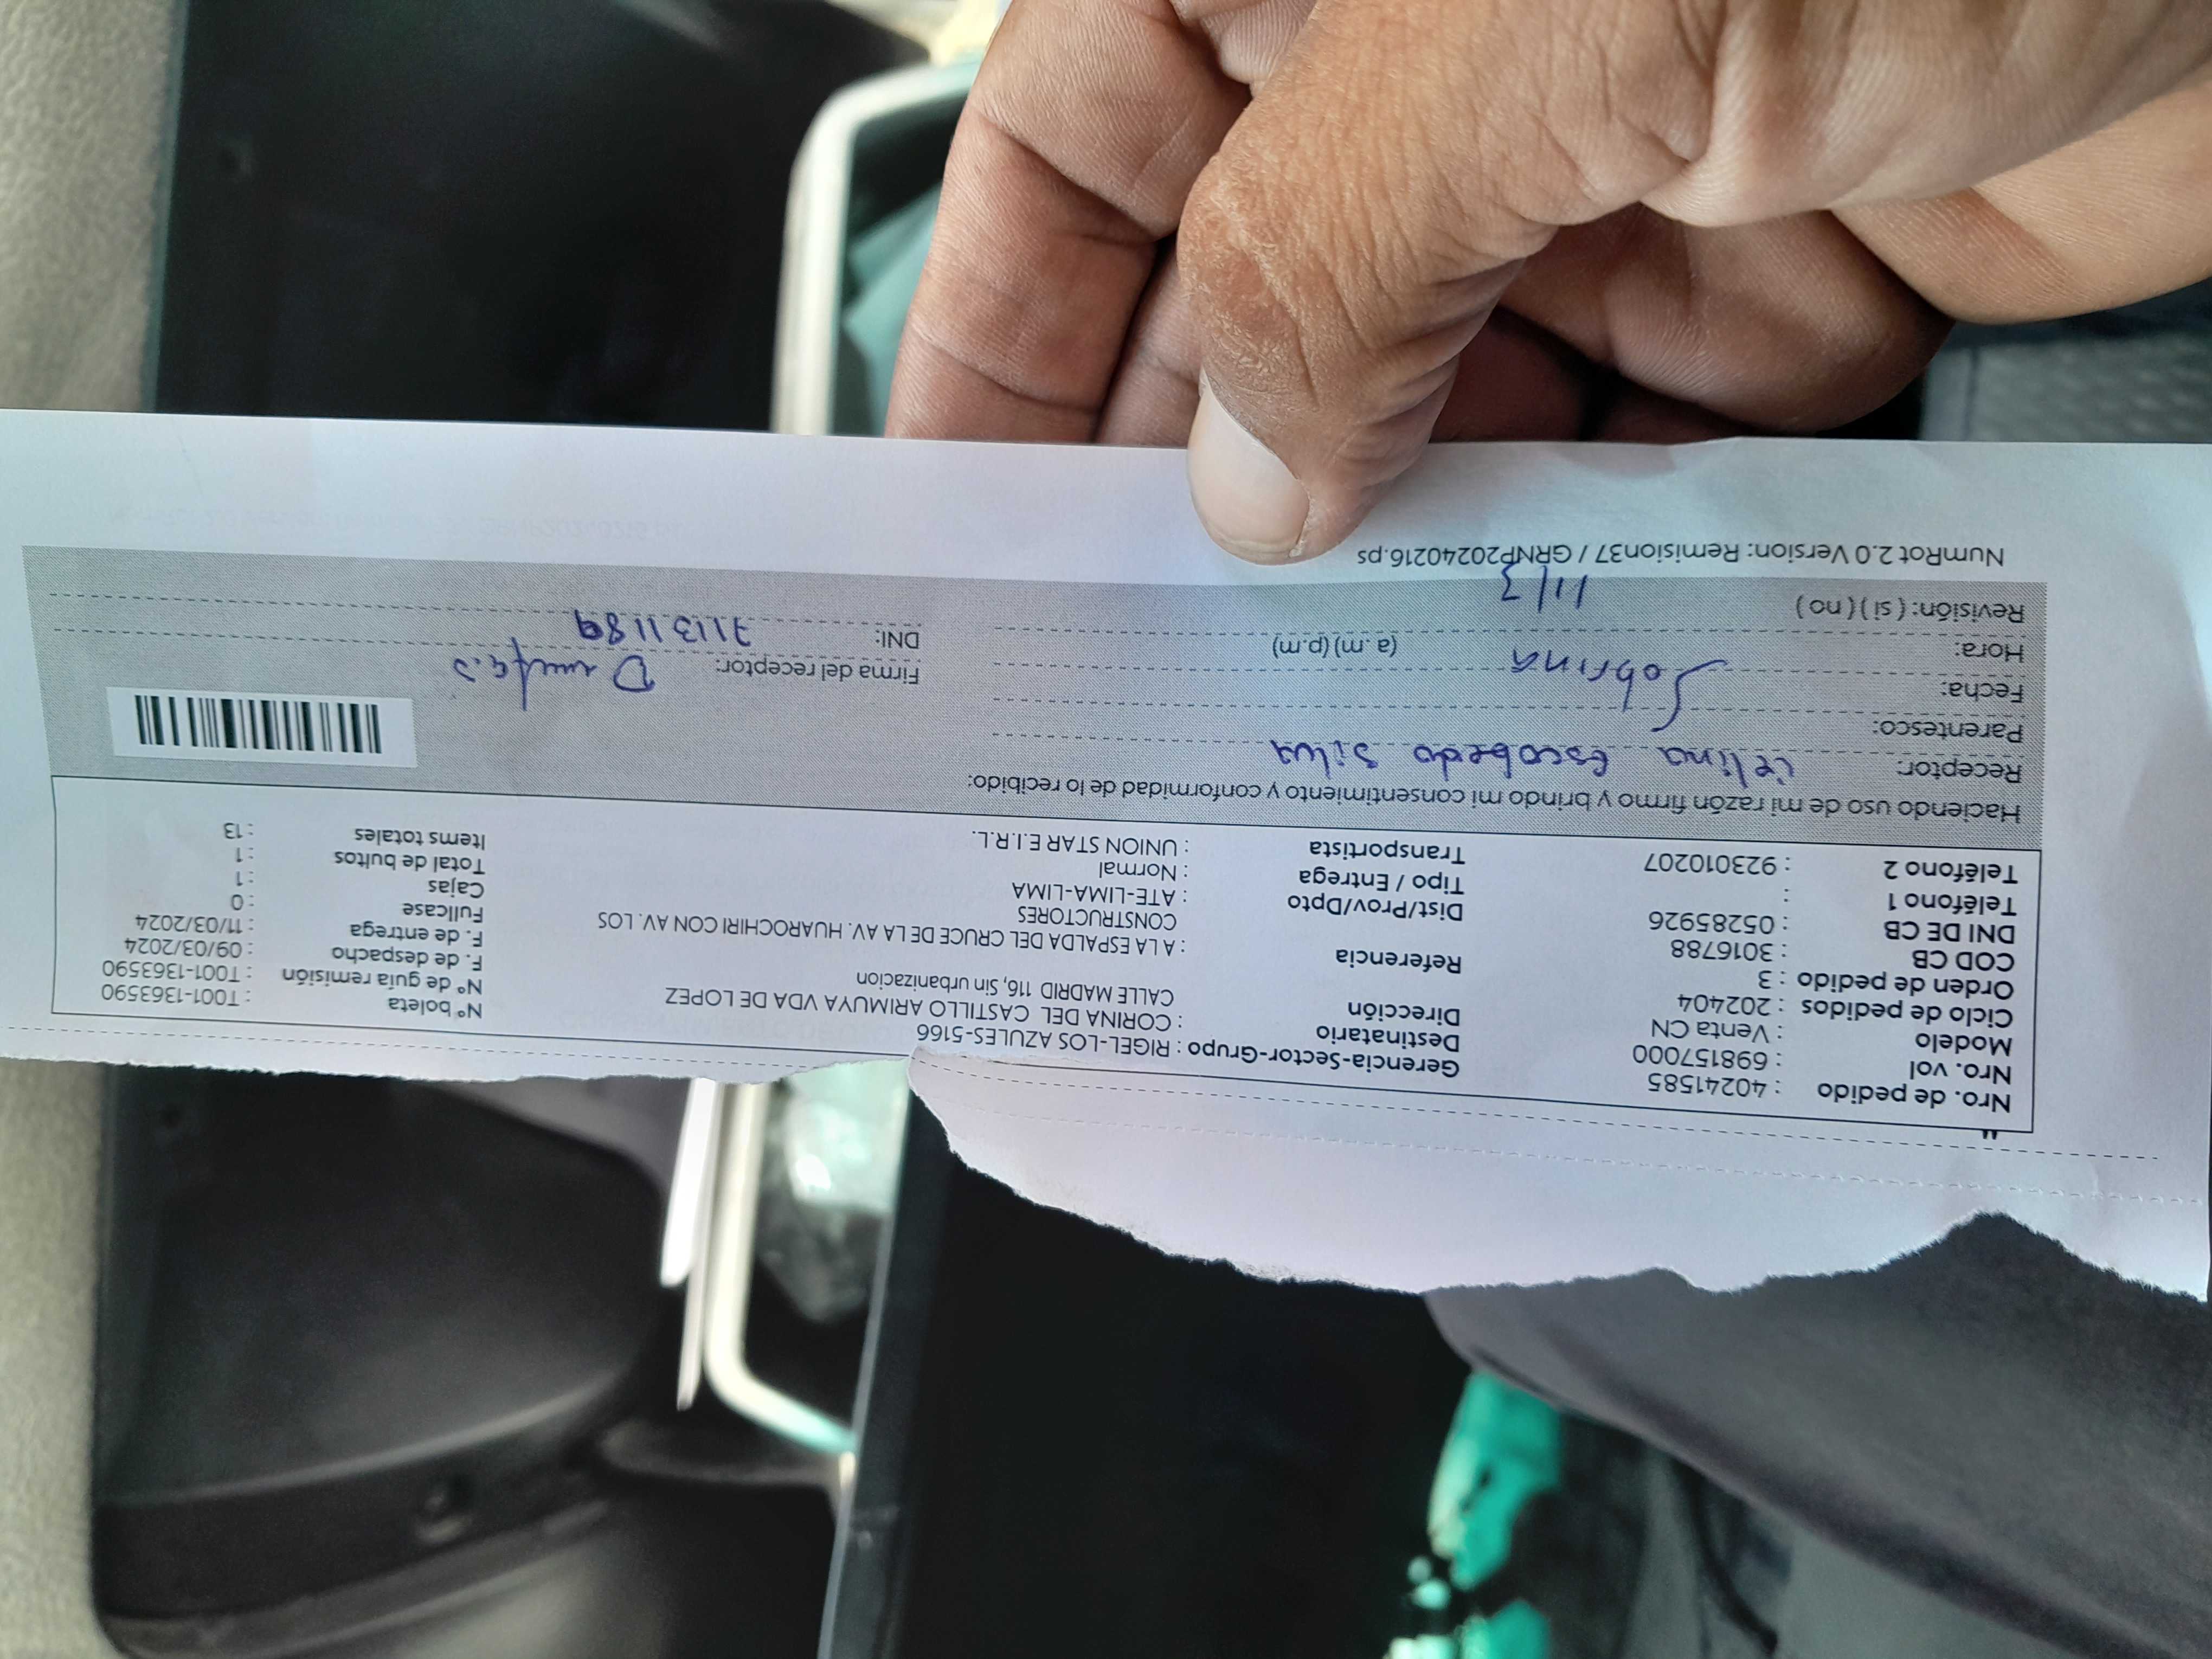 Nro. de pedido : 40241585
Nro. vol : 698157000
Modelo : Venta CN
Ciclo de pedidos : 202404
Orden de pedido : 3
COD CB : 3016788
DNI DE CB : 05285926
Teléfono 1 :
Teléfono 2 : 923010207
Gerencia-Sector-Grupo : RIGEL-LOS AZULES-5166
Destinatario : CORINA DEL CASTILLO ARIMUYA VDA DE LOPEZ
Dirección CALLE MADRID 116, Sin urbanizacion
Referencia : A LA ESPALDA DEL CRUCE DE LA AV. HUAROCHIRI CON AV. LOS
CONSTRUCTORES
Dist/Prov/Dpto : ATE-LIMA-LIMA
Tipo / Entrega : Normal
Transportista : UNION STAR E.I.R.L.
N° boleta : T001-1363590
N° de guía remisión : T001-1363590
F. de despacho : 09/03/2024
F. de entrega : 11/03/2024
Fullcase : 0
Cajas : 1
Total de bultos : 1
Items totales : 13
Haciendo uso de mi razón firmo y brindo mi consentimiento y conformidad de lo recibido:
Receptor: Celina Escobedo Silva
Parentesco:
Fecha: Sobrina
Hora: (a.m) (p.m)
Revisión: ( si ) ( no ) 11/3
Firma del receptor:
DNI: 71131189
NumRot 2.0 Version: Remision37 / GRNP20240216.ps